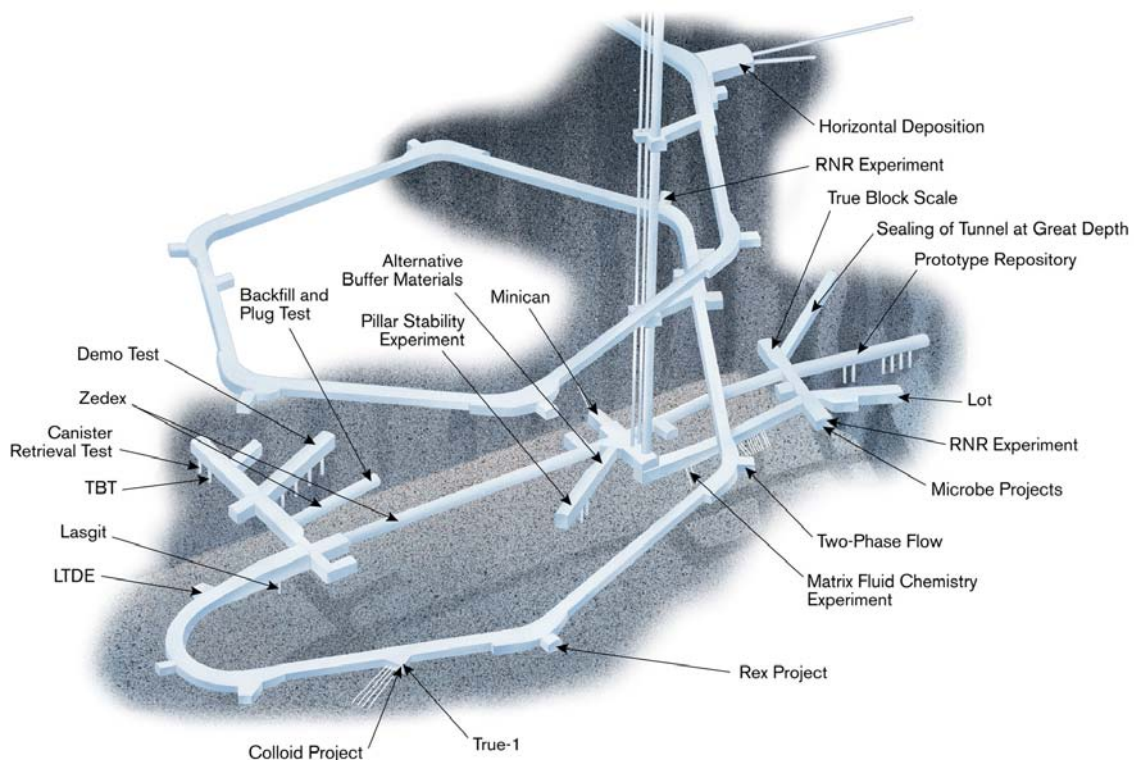 Horizontal Deposition
RNR Experiment
True Block Scale
Sealing of Tunnel at Great Depth
Prototype Repository
Alternative
Buffer Materials
Minican
Backfill and
Plug Test
Pillar Stability
Experiment
Demo Test
Zedex
Canister
Retrieval Test
TBT
Lasgit
LTDE
Lot
RNR Experiment
Microbe Projects
Two-Phase Flow
Matrix Fluid Chemistry
Experiment
Rex Project
True-1
Colloid Project